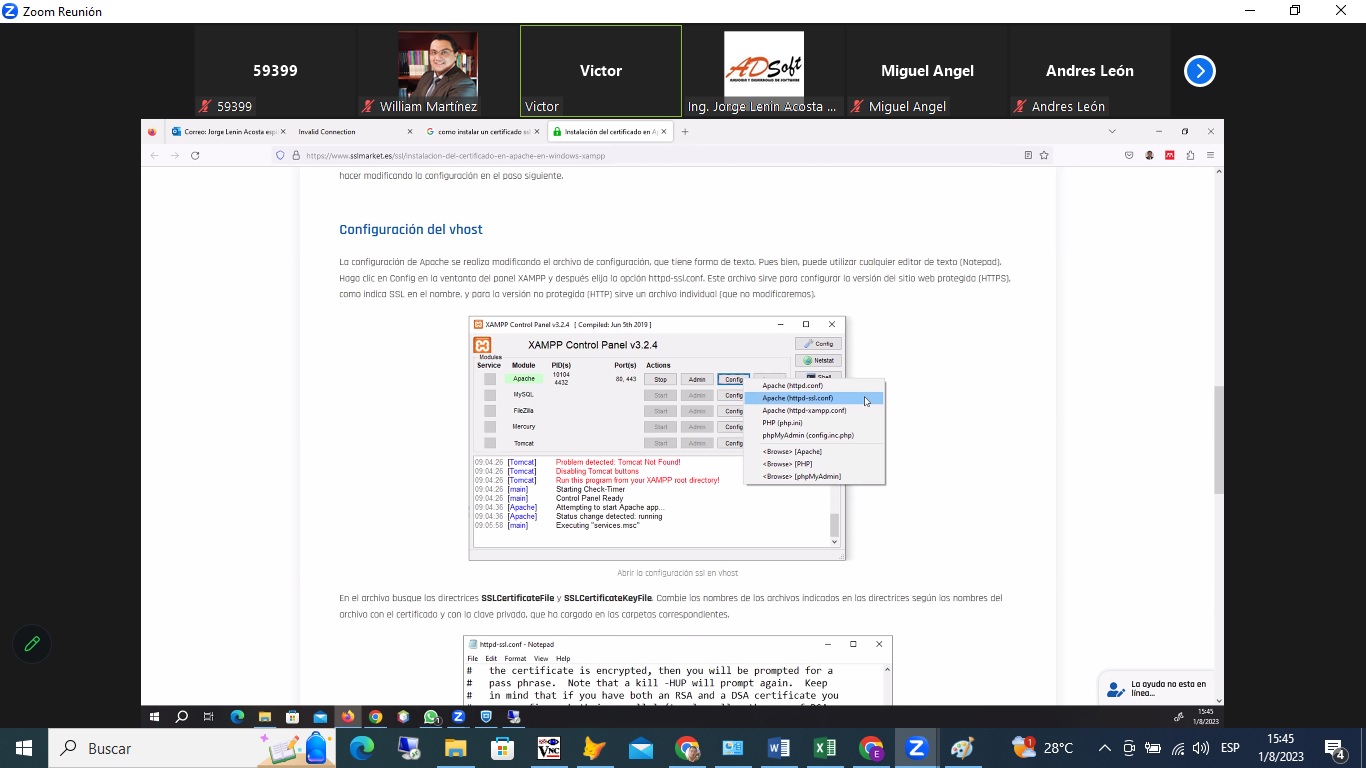 Zoom Reunión
59399
Victor
Miguel Angel
Andres León
ADSoft
59399
William Martínez
Victor
Ing. Jorge Lenin Acosta ...
Miguel Angel
Andres León
Correo: Jorge Lenin Acosta espi
Invalid Connection
como instalar un certificado ssl
Instalación del certificado en Ap
https://www.sslmarket.es/ssl/instalacion-del-certificado-en-apache-en-windows-xampp
hacer modificando la configuración en el paso siguiente.
Configuración del vhost
La configuración de Apache se realiza modificando el archivo de configuración, que tiene forma de texto. Pues bien, puede utilizar cualquier editor de texto (Notepad).
Haga clic en Config en la ventanta del panel XAMPP y después elija la opción httpd-ssl.conf. Este archivo sirve para configurar la versión del sitio web protegida (HTTPS),
como indica SSL en el nombre, y para la versión no protegida (HTTP) sirve un archivo individual (que no modificaremos).
XAMPP Control Panel v3.2.4 [ Compiled: Jun 5th 2019 ]
XAMPP Control Panel v3.2.4
Config
Netstat
Shell
Modules
Service Module PID(s) Port(s) Actions
Apache 10104 4432 80, 443 Stop Admin Config
MySQL Start Admin Config
FileZilla Start Admin Config
Mercury Start Admin Config
Tomcat Start Admin Config
Apache (httpd.conf)
Apache (httpd-ssl.conf)
Apache (httpd-xampp.conf)
PHP (php.ini)
phpMyAdmin (config.inc.php)
<Browse> [Apache]
<Browse> [PHP]
<Browse> [phpMyAdmin]
09:04:26 [Tomcat] Problem detected: Tomcat Not Found!
09:04:26 [Tomcat] Disabling Tomcat buttons
09:04:26 [Tomcat] Run this program from your XAMPP root directory!
09:04:26 [main] Starting Check-Timer
09:04:26 [main] Control Panel Ready
09:04:36 [Apache] Attempting to start Apache app...
09:04:36 [Apache] Status change detected: running
09:05:58 [main] Executing "services.msc"
Abrir la configuración ssl en vhost
En el archivo busque las directrices SSLCertificateFile y SSLCertificateKeyFile. Cambie los nombres de los archivos indicados en las directrices según los nombres del
archivo con el certificado y con la clave privada, que ha cargado en las carpetas correspondientes.
httpd-ssl.conf - Notepad
File Edit Format View Help
# the certificate is encrypted, then you will be prompted for a
# pass phrase. Note that a kill -HUP will prompt again. Keep
# in mind that if you have both an RSA and a DSA certificate you
La ayuda no esta en
línea...
15:45
1/8/2023
Buscar
28°C
ESP
15:45
1/8/2023
4